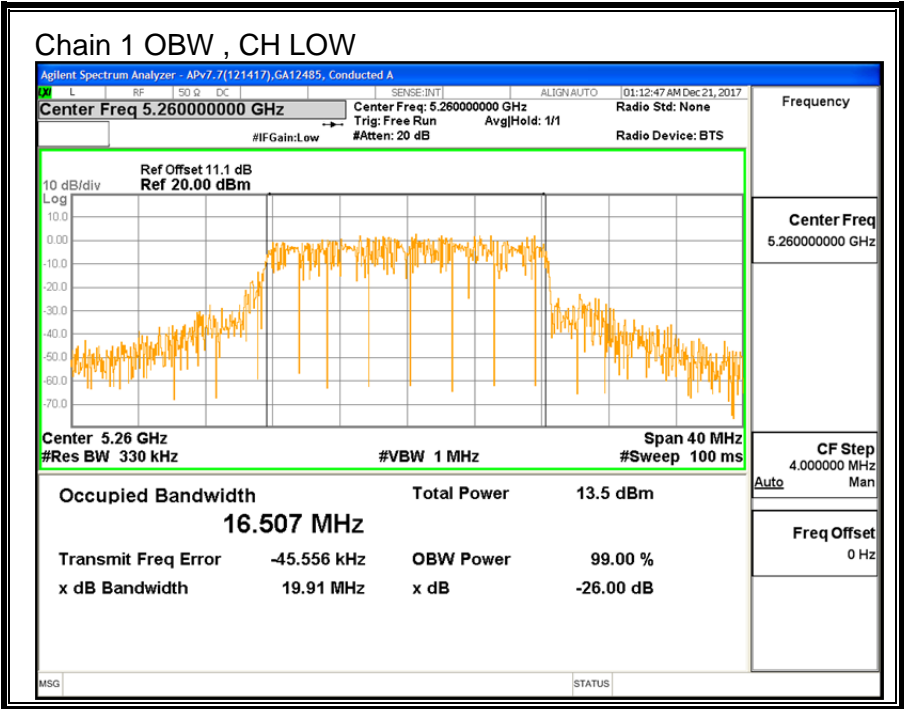 Chain 1 OBW , CH LOW
Agilent Spectrum Analyzer - APv7.7(121417),GA12485, Conducted A
LXI L RF 50 Ω DC SENSE:INT ALIGN AUTO 01:12:47 AM Dec 21, 2017
Center Freq 5.260000000 GHz
Center Freq: 5.260000000 GHz
Radio Std: None
Trig: Free Run Avg|Hold: 1/1
#IFGain:Low
#Atten: 20 dB
Radio Device: BTS
Frequency
Ref Offset 11.1 dB
10 dB/div Ref 20.00 dBm
Log
10.0
0.00
-10.0
-20.0
-30.0
-40.0
-50.0
-60.0
-70.0
Center Freq
5.260000000 GHz
Center 5.26 GHz
Span 40 MHz
#Res BW 330 kHz
#VBW 1 MHz
#Sweep 100 ms
CF Step
4.000000 MHz
Auto Man
Occupied Bandwidth
16.507 MHz
Total Power 13.5 dBm
Transmit Freq Error -45.556 kHz
OBW Power 99.00 %
x dB Bandwidth 19.91 MHz
x dB -26.00 dB
Freq Offset
0 Hz
MSG
STATUS